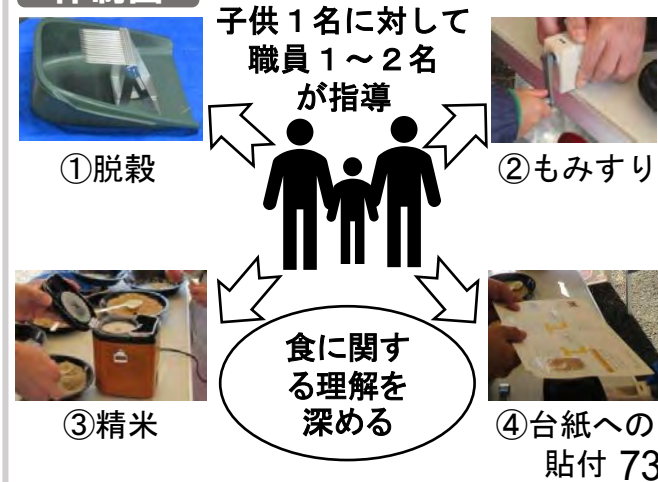 子供１名に対して
職員１～２名
が指導
①脱穀
②もみすり
食に関す
る理解を
深める
③精米
④台紙への
貼付 73